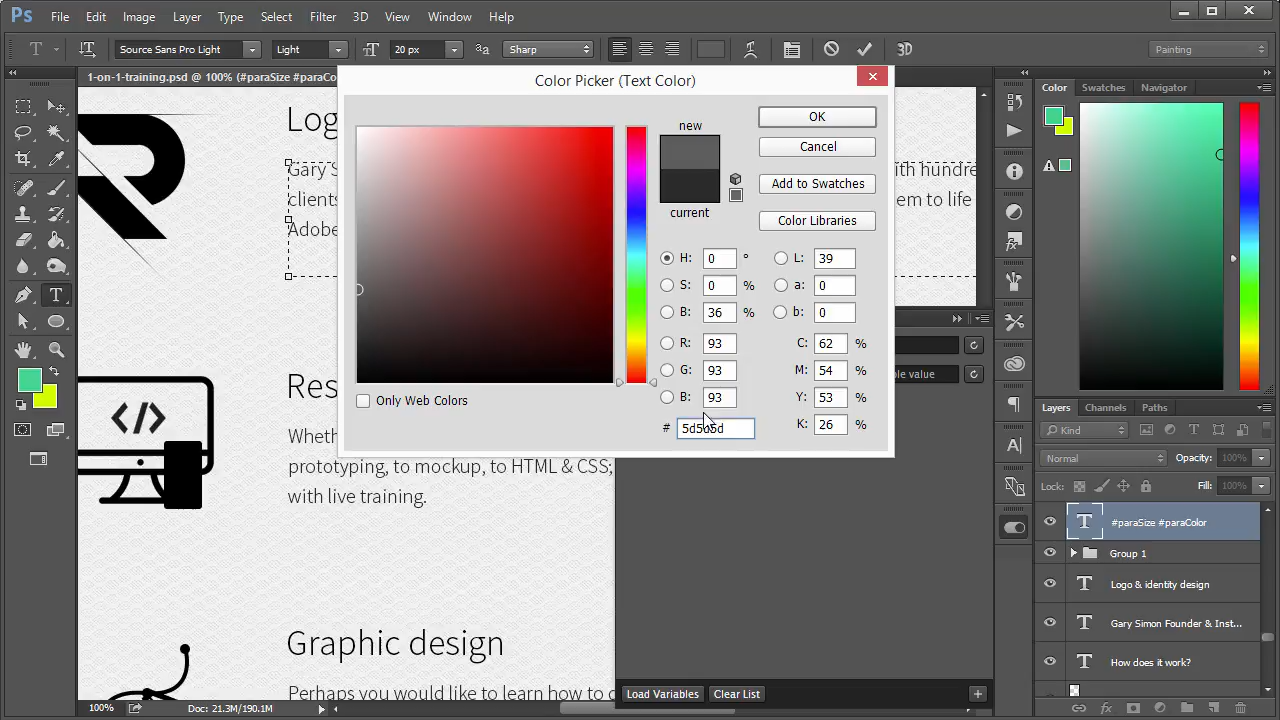 Ps File Edit Image Layer Type Select Filter 3D View Window Help
T Source Sans Pro Light Light 20 px Sharp 3D Painting
1-on-1-training.psd @ 100% (#paraSize #paraCo
Color Picker (Text Color)
new
current
OK
Cancel
Add to Swatches
Color Libraries
H: 0 ° L: 39
S: 0 % a: 0
B: 36 % b: 0
R: 93 C: 62 %
G: 93 M: 54 %
B: 93 Y: 53 %
# K: 26 %
Only Web Colors
Color Swatches Navigator
Log
Gary S
with hundre
clients
em to life
Adobe
Res
Wheth
prototyping, to mockup, to HTML & CSS;
with live training.
Graphic design
Perhaps you would like to learn how to c
ble value
Load Variables Clear List +
Layers Channels Paths
Kind
Normal Opacity: 100%
Lock: Fill: 100%
T #paraSize #paraColor
Group 1
T Logo & identity design
T Gary Simon Founder & Inst...
T How does it work?
100% Doc: 21.3M/190.1M